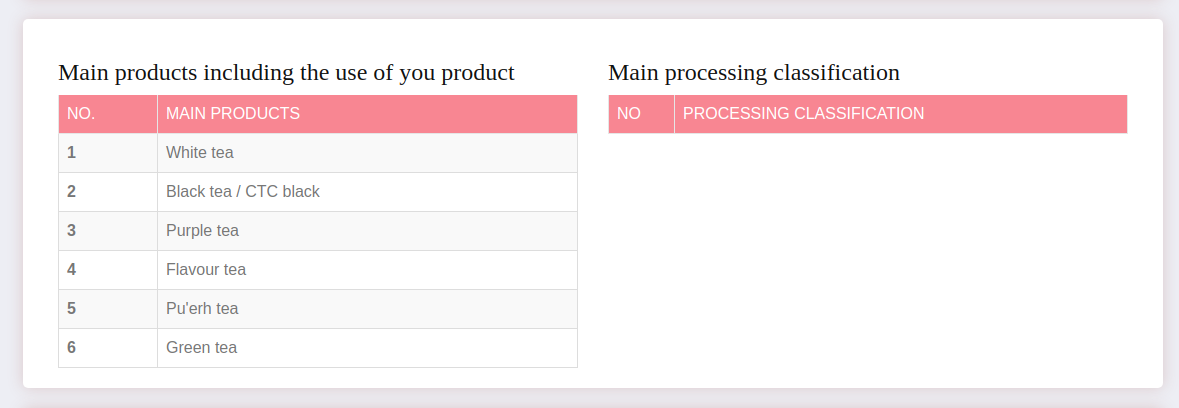 Main products including the use of you product
NO. MAIN PRODUCTS
1 White tea
2 Black tea / CTC black
3 Purple tea
4 Flavour tea
5 Pu'erh tea
6 Green tea
Main processing classification
NO PROCESSING CLASSIFICATION